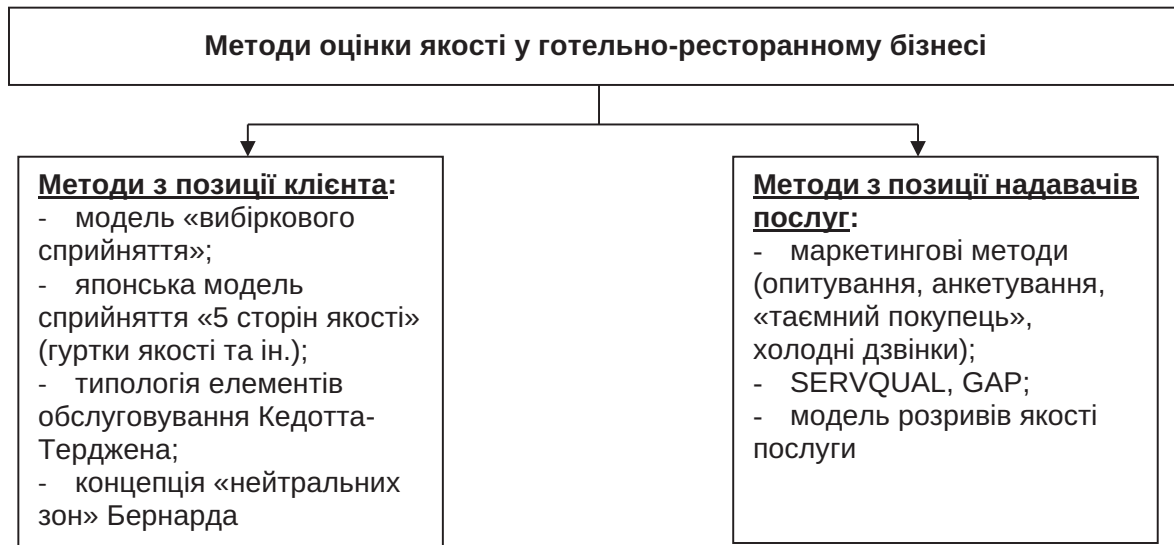 Методи оцінки якості у готельно-ресторанному бізнесі
Методи з позиції клієнта:
- модель «вибіркового
сприйняття»;
- японська модель
сприйняття «5 сторін якості»
(гуртки якості та ін.);
- типологія елементів
обслуговування Кедотта-
Терджена;
- концепція «нейтральних
зон» Бернарда
Методи з позиції надавачів
послуг:
- маркетингові методи
(опитування, анкетування,
«таємний покупець»,
холодні дзвінки);
- SERVQUAL, GAP;
- модель розривів якості
послуги